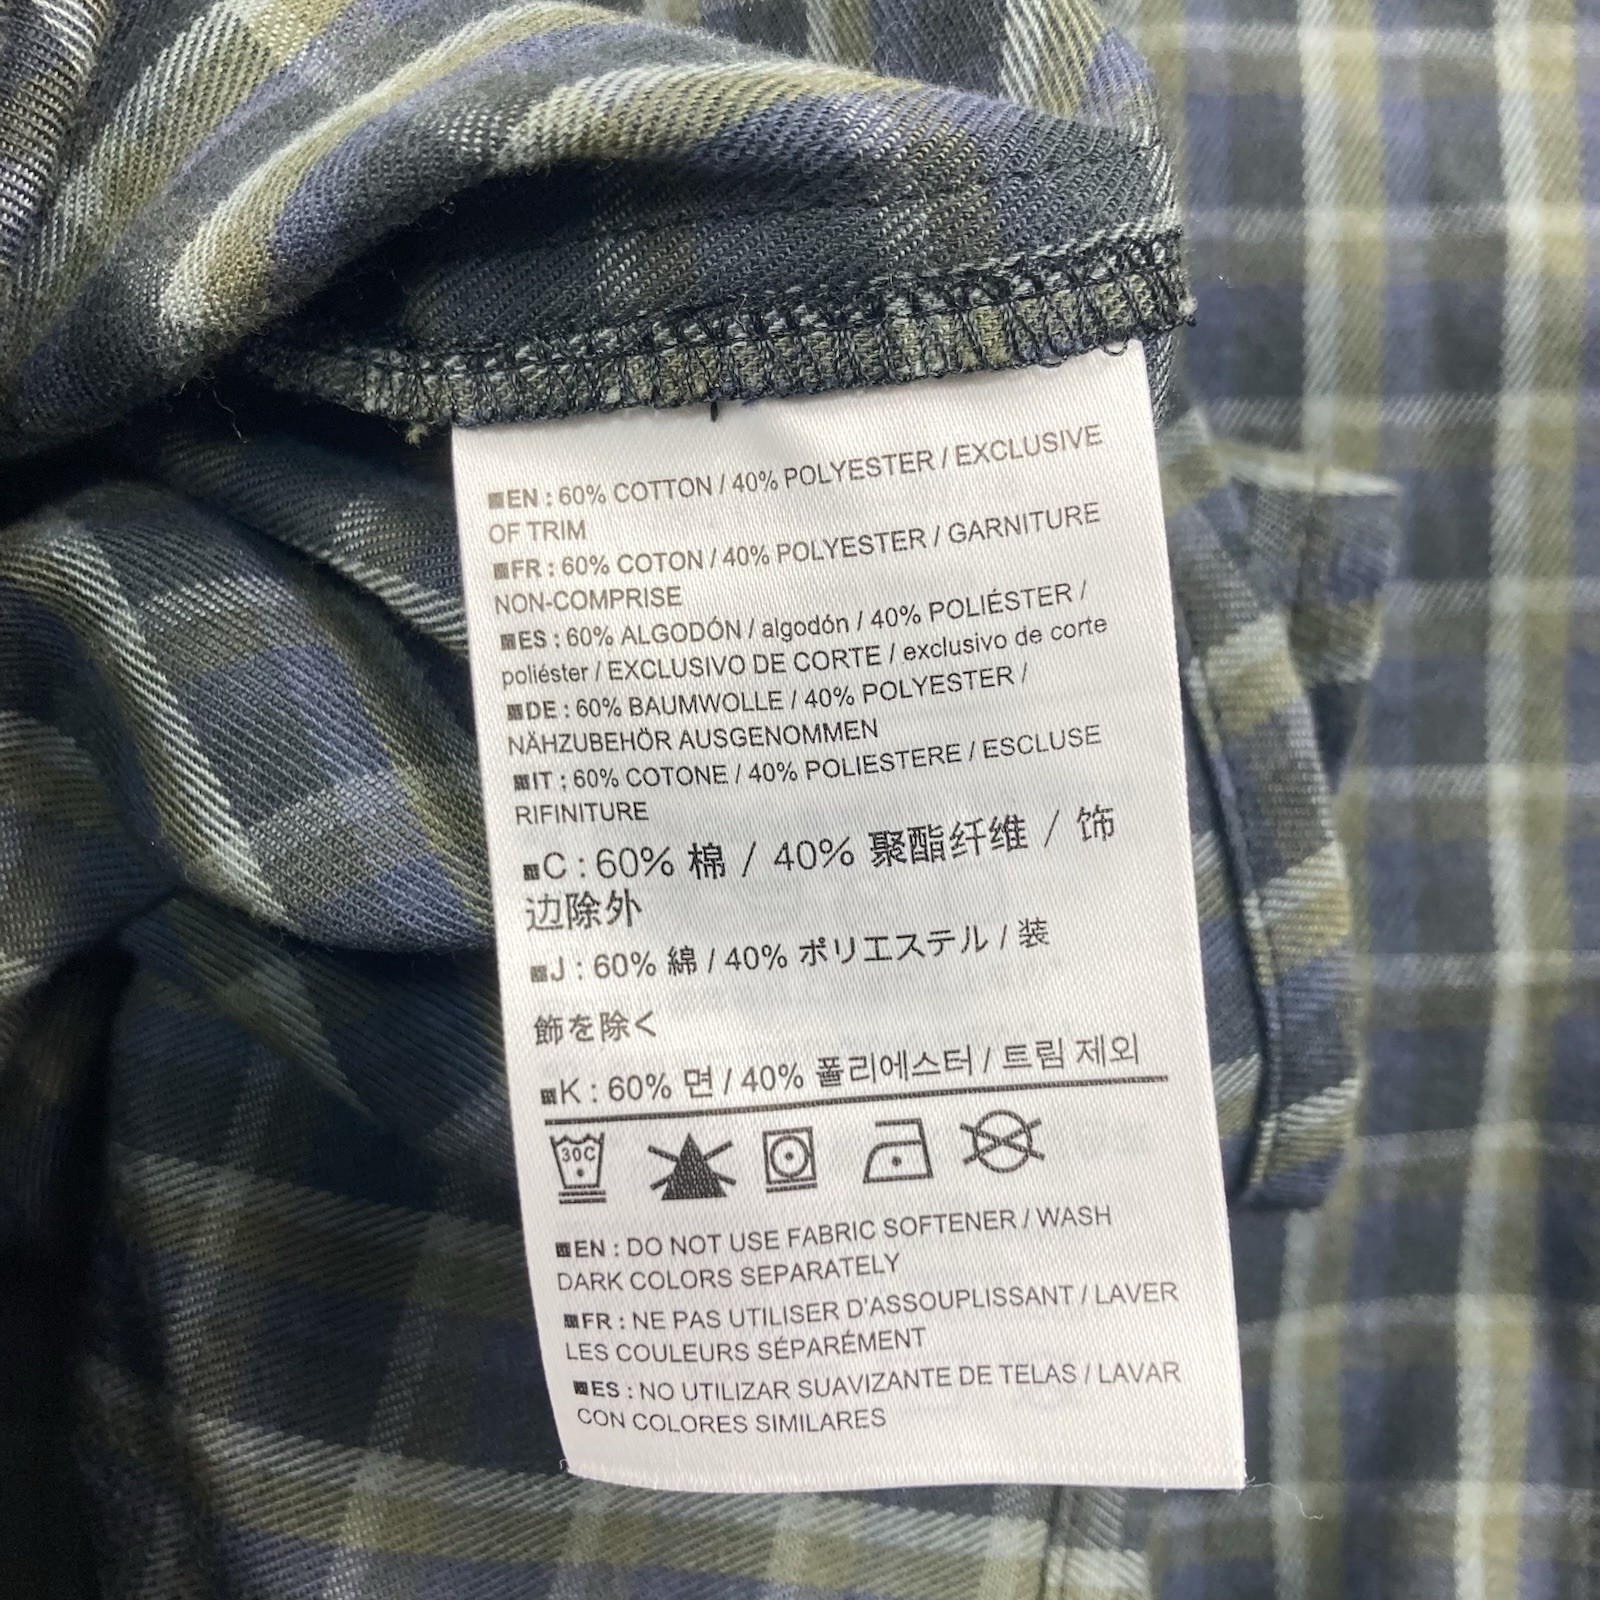 EN : 60% COTTON / 40% POLYESTER / EXCLUSIVE
OF TRIM
FR : 60% COTON / 40% POLYESTER / GARNITURE
NON-COMPRISE
ES : 60% ALGODÓN / algodón / 40% POLIÉSTER /
poliéster / EXCLUSIVO DE CORTE / exclusivo de corte
DE : 60% BAUMWOLLE / 40% POLYESTER /
NÄHZUBEHÖR AUSGENOMMEN
IT : 60% COTONE / 40% POLIESTERE / ESCLUSE
RIFINITURE
C : 60% 棉 / 40% 聚酯纤维 / 饰
边除外
J : 60% 綿 / 40% ポリエステル / 装
飾を除く
K : 60% 면 / 40% 폴리에스터 / 트림 제외
30C
EN : DO NOT USE FABRIC SOFTENER / WASH
DARK COLORS SEPARATELY
FR : NE PAS UTILISER D'ASSOUPLISSANT / LAVER
LES COULEURS SÉPARÉMENT
ES : NO UTILIZAR SUAVIZANTE DE TELAS / LAVAR
CON COLORES SIMILARES